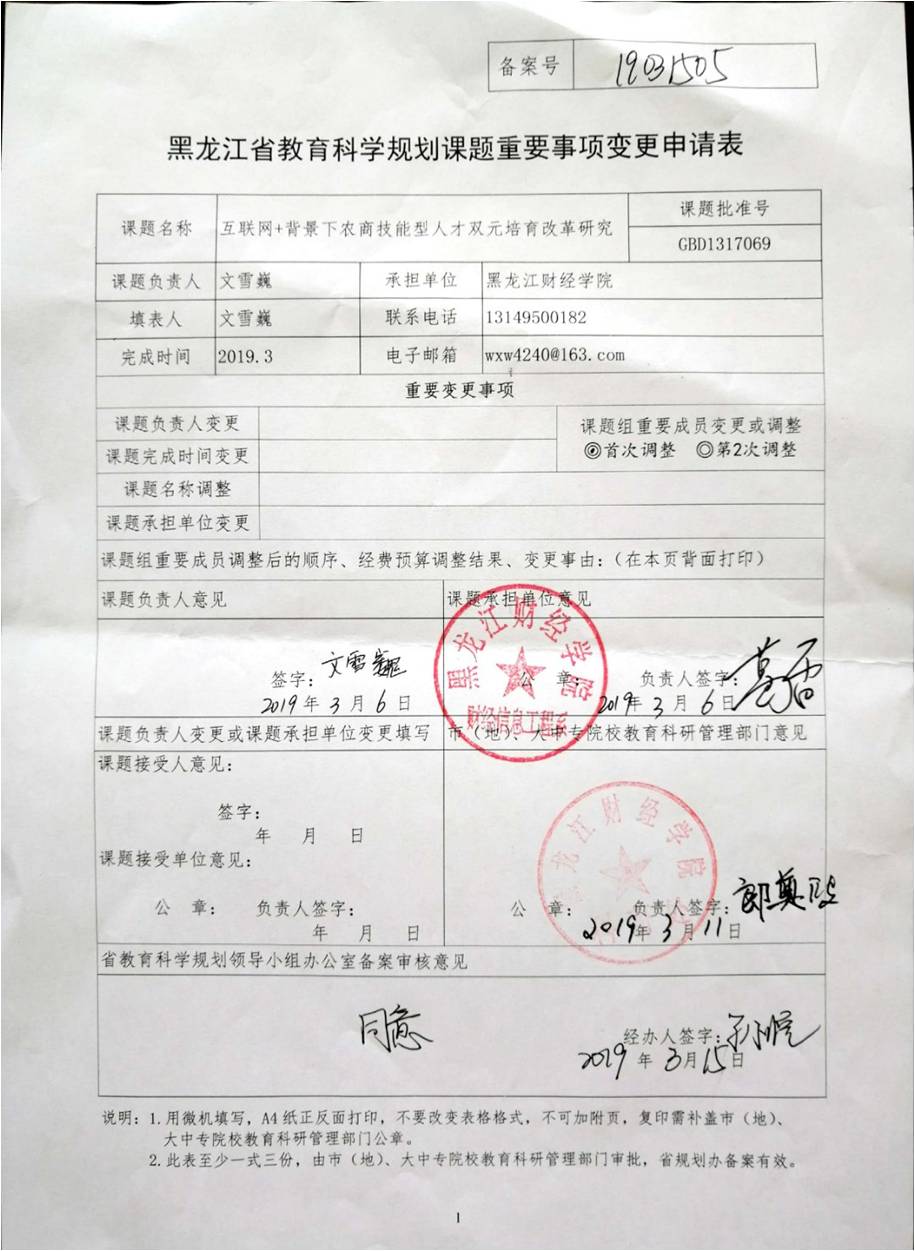 备案号 19031505
黑龙江省教育科学规划课题重要事项变更申请表
课题名称 互联网+背景下农商技能型人才双元培育改革研究 课题批准号
GBD1317069
课题负责人 文雪巍 承担单位 黑龙江财经学院
填表人 文雪巍 联系电话 13149500182
完成时间 2019.3 电子邮箱 wxw4240@163.com
重要变更事项
课题负责人变更 课题组重要成员变更或调整
课题完成时间变更 ◉首次调整 ◎第2次调整
课题名称调整
课题承担单位变更
课题组重要成员调整后的顺序、经费预算调整结果、变更事由:(在本页背面打印)
课题负责人意见 课题承担单位意见
黑龙江财经学院
财经信息工程系
签字: 文雪巍 公 章: 负责人签字:
2019年 3月 6日 2019年 3月 6日
课题负责人变更或课题承担单位变更填写 市(地)、大中专院校教育科研管理部门意见
课题接受人意见:
签字:
年 月 日
课题接受单位意见:
黑龙江财经学院
公 章: 负责人签字: 公 章: 负责人签字:
年 月 日 2019年 3月 11日
省教育科学规划领导小组办公室备案审核意见
同意
经办人签字:
2019年 3月 15日
说明:1.用微机填写,A4纸正反面打印,不要改变表格格式,不可加附页,复印需补盖市(地)、
大中专院校教育科研管理部门公章。
2.此表至少一式三份,由市(地)、大中专院校教育科研管理部门审批,省规划办备案有效。
1